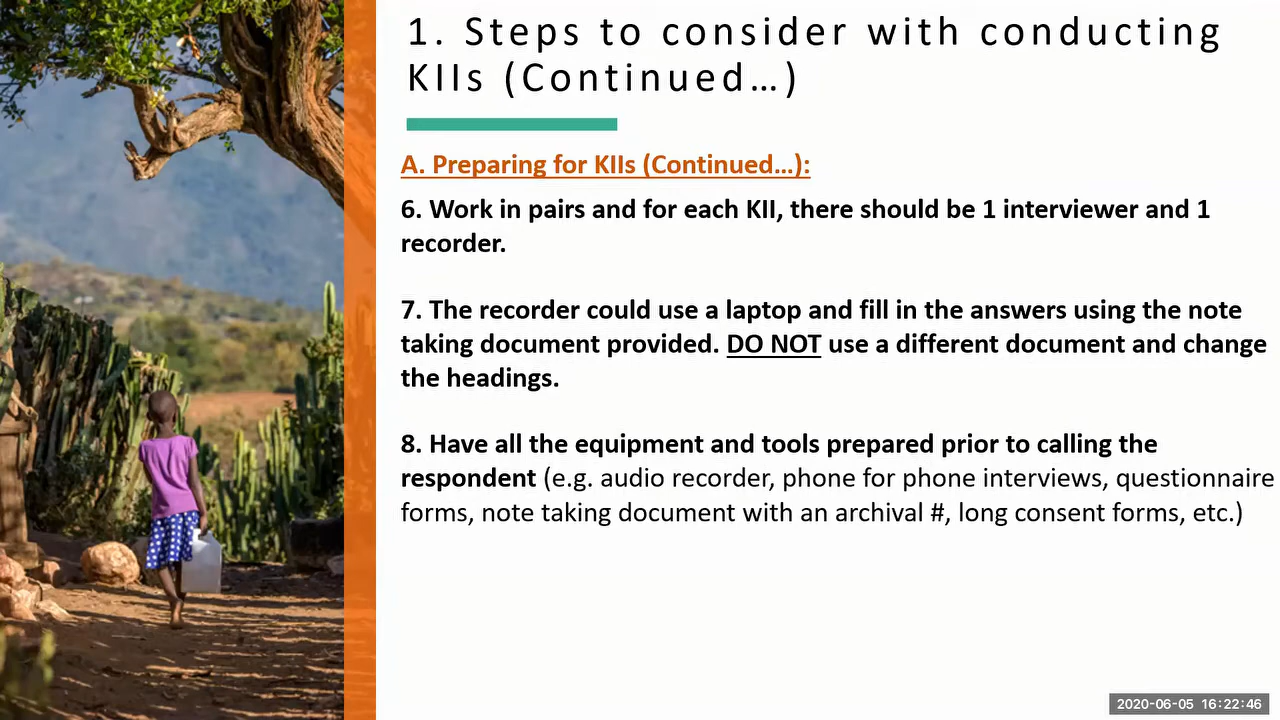 1. Steps to consider with conducting
KIIs (Continued…)
A. Preparing for KIIs (Continued…):
6. Work in pairs and for each KII, there should be 1 interviewer and 1
recorder.
7. The recorder could use a laptop and fill in the answers using the note
taking document provided. DO NOT use a different document and change
the headings.
8. Have all the equipment and tools prepared prior to calling the
respondent (e.g. audio recorder, phone for phone interviews, questionnaire
forms, note taking document with an archival #, long consent forms, etc.)
2020-06-05 16:22:46